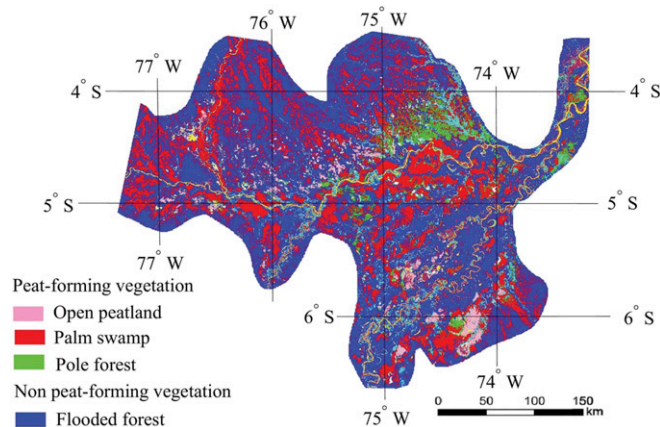 76° W
75° W
77° W
74° W
4° S
4° S
5° S
5° S
77° W
Peat-forming vegetation
Open peatland
Palm swamp
Pole forest
Non peat-forming vegetation
Flooded forest
6° S
6° S
74° W
75° W
0 50 100 150
km